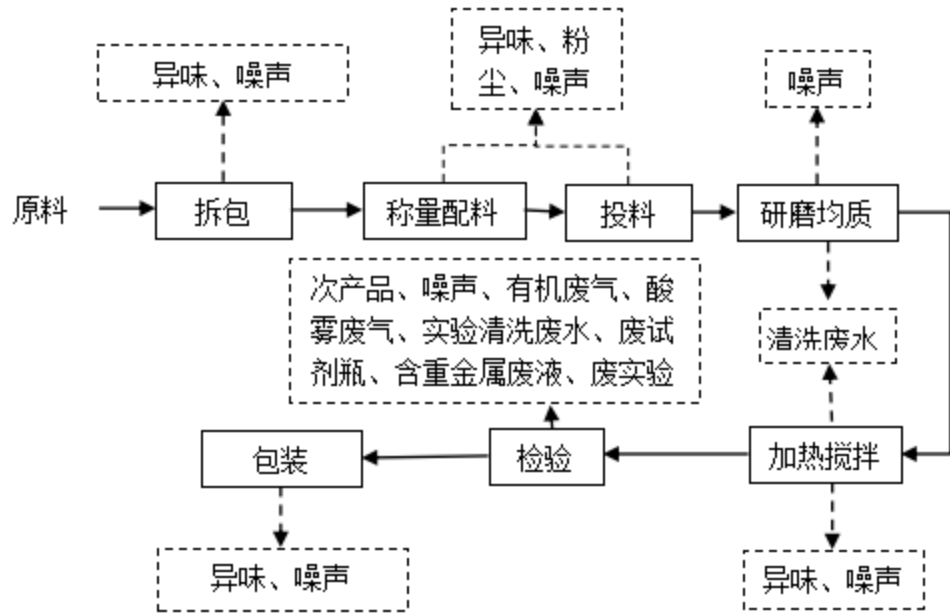 异味、噪声
异味、粉
尘、噪声
噪声
原料
拆包
称量配料
投料
研磨均质
次产品、噪声、有机废气、酸
雾废气、实验清洗废水、废试
剂瓶、含重金属废液、废实验
清洗废水
包装
检验
加热搅拌
异味、噪声
异味、噪声